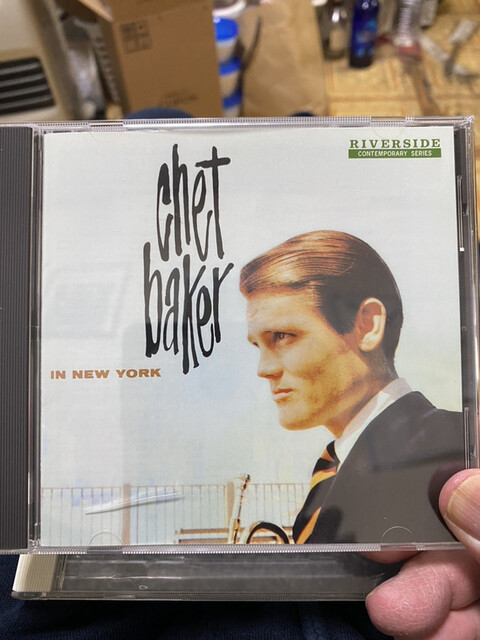 RIVERSIDE
CONTEMPORARY SERIES
chet
baker
IN NEW YORK